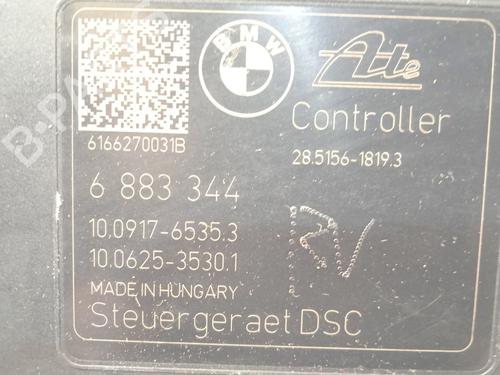 BMW
Ate
Controller
6166270031B
28.5156-1819.3
6 883 344
10.0917-6535.3
10.0625-3530.1
RV
MADE IN HUNGARY
Steuergeraet DSC